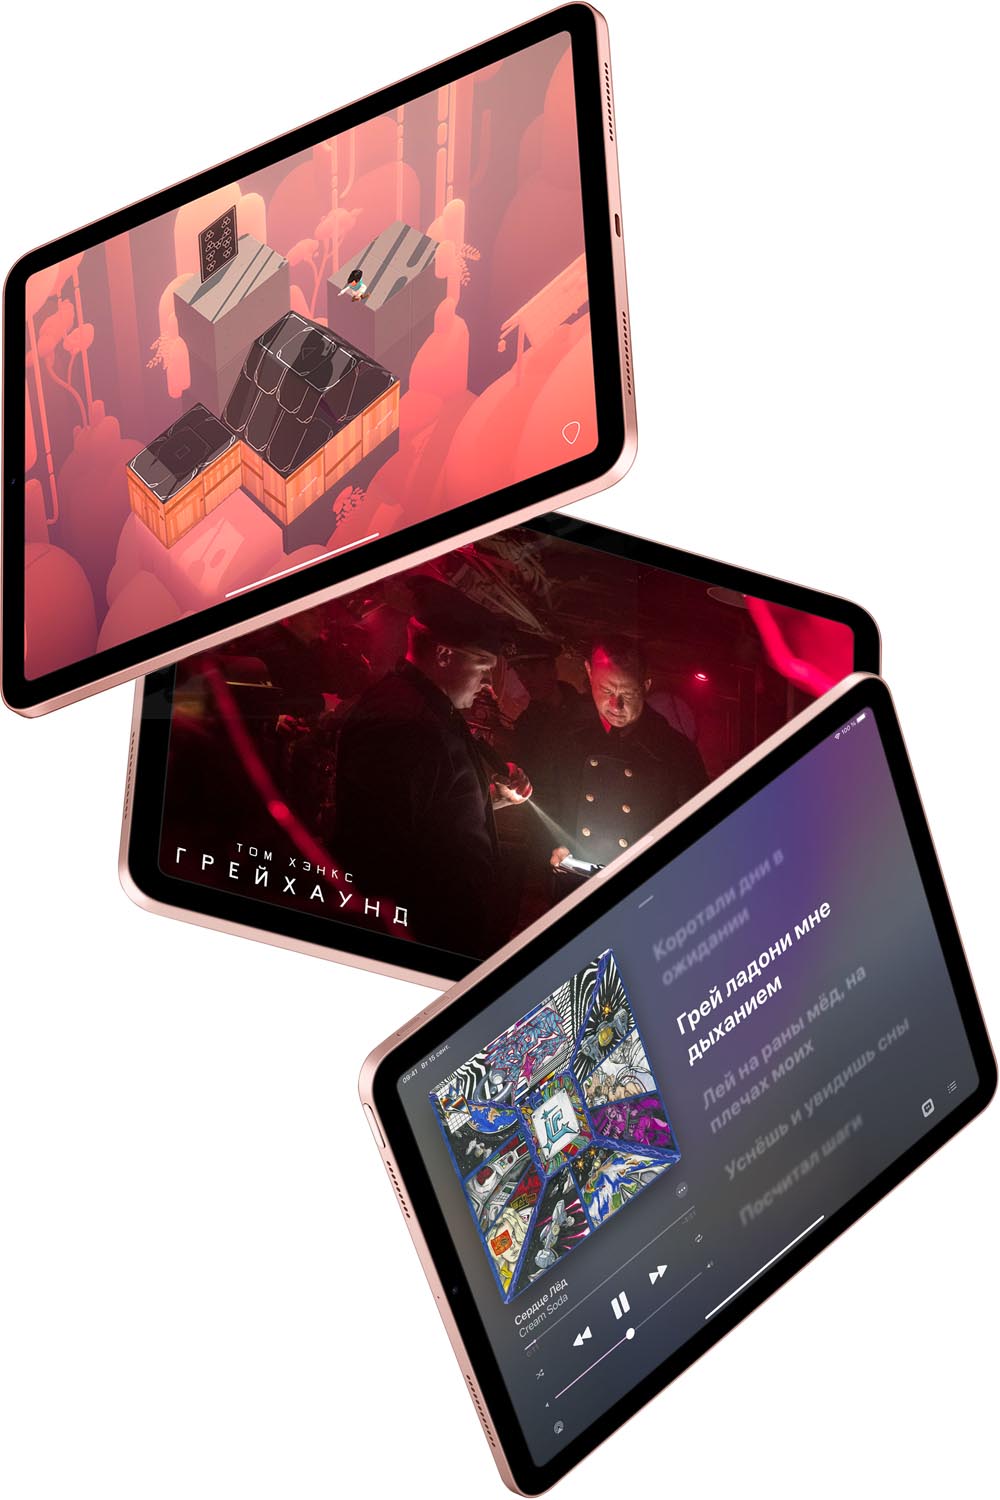 ТОМ ХЭНКС
ГРЕЙХАУНД
09:41 Вт 15 сент.
100 %
Коротали дни в
ожидании
Грей ладони мне
дыханием
Лей на раны мёд, на
плечах моих
Уснёшь и увидишь сны
Посчитал шаги
Сердце Лёд
Cream Soda